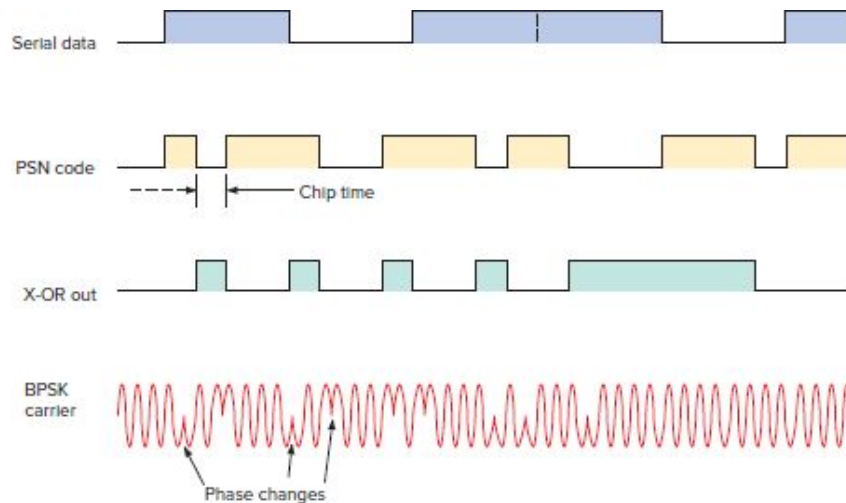 Serial data
PSN code
Chip time
X-OR out
BPSK
carrier
Phase changes